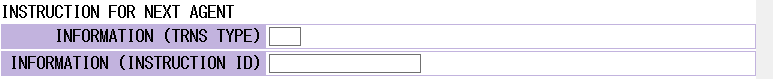 INSTRUCTION FOR NEXT AGENT
INFORMATION (TRNS TYPE)
INFORMATION (INSTRUCTION ID)